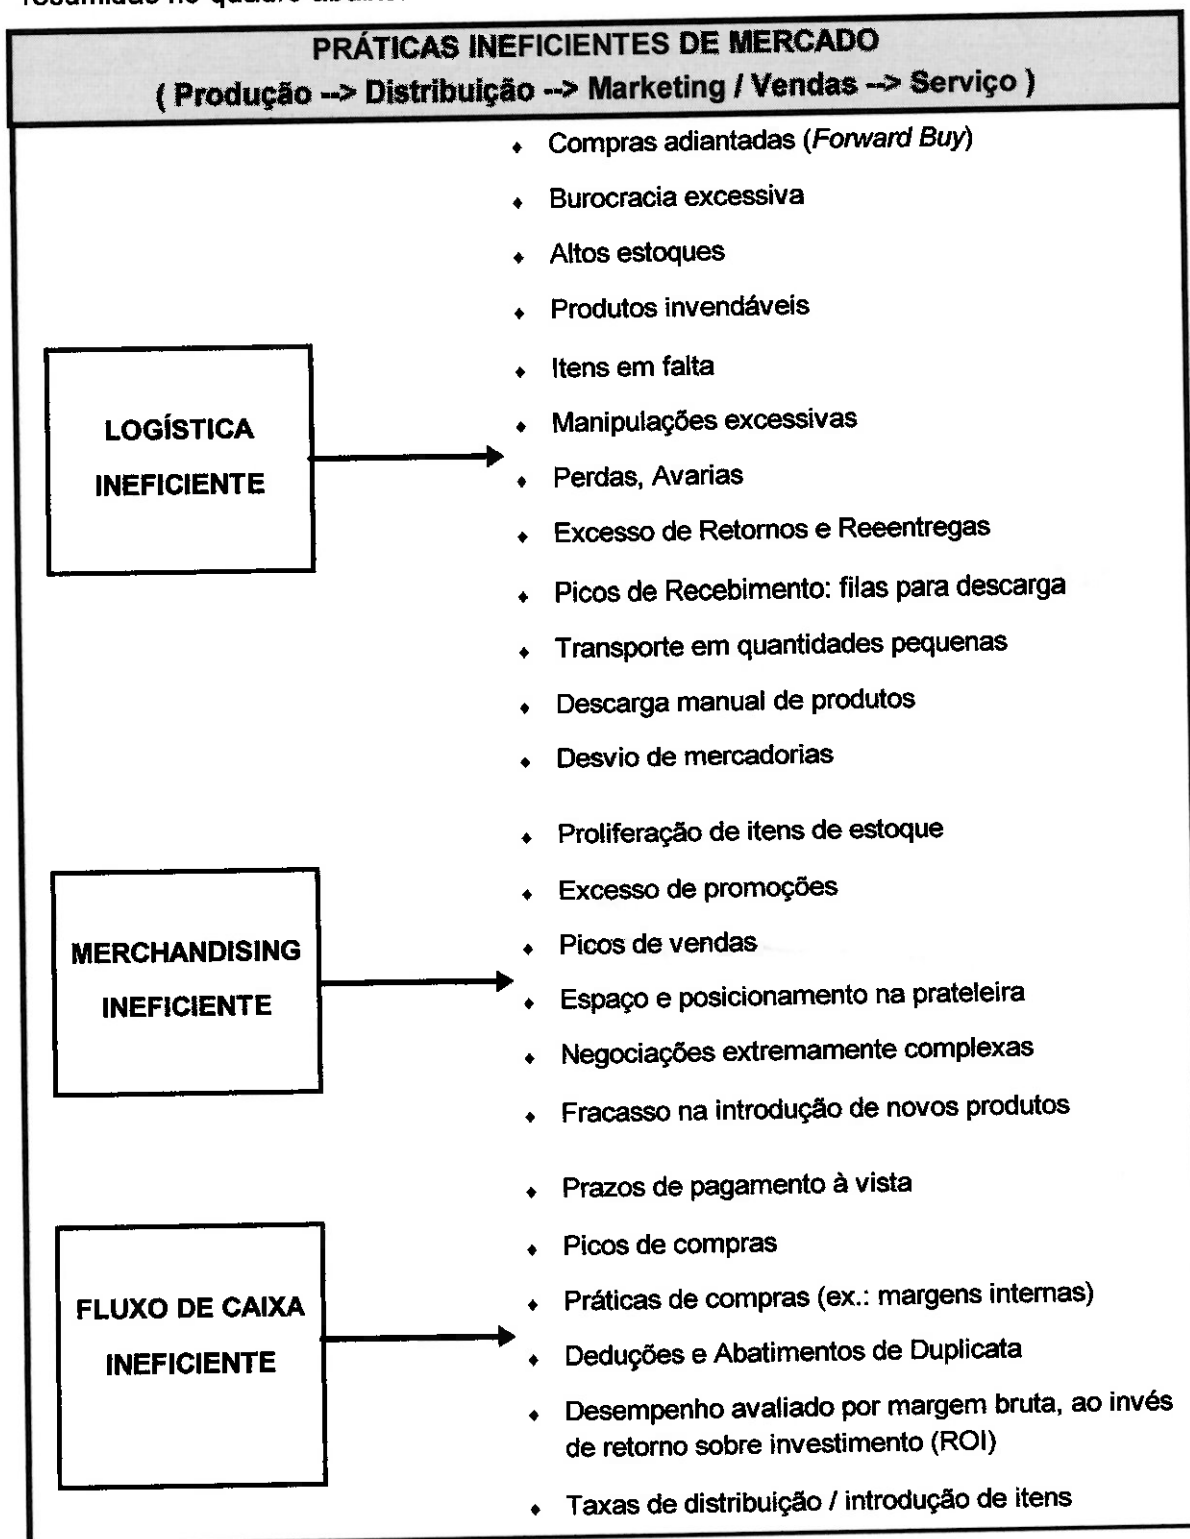 PRÁTICAS INEFICIENTES DE MERCADO
( Produção --> Distribuição --> Marketing / Vendas --> Serviço )
LOGÍSTICA
INEFICIENTE
⬧ Compras adiantadas (Forward Buy)
⬧ Burocracia excessiva
⬧ Altos estoques
⬧ Produtos invendáveis
⬧ Itens em falta
⬧ Manipulações excessivas
⬧ Perdas, Avarias
⬧ Excesso de Retornos e Reeentregas
⬧ Picos de Recebimento: filas para descarga
⬧ Transporte em quantidades pequenas
⬧ Descarga manual de produtos
⬧ Desvio de mercadorias
MERCHANDISING
INEFICIENTE
⬧ Proliferação de itens de estoque
⬧ Excesso de promoções
⬧ Picos de vendas
⬧ Espaço e posicionamento na prateleira
⬧ Negociações extremamente complexas
⬧ Fracasso na introdução de novos produtos
FLUXO DE CAIXA
INEFICIENTE
⬧ Prazos de pagamento à vista
⬧ Picos de compras
⬧ Práticas de compras (ex.: margens internas)
⬧ Deduções e Abatimentos de Duplicata
⬧ Desempenho avaliado por margem bruta, ao invés
de retorno sobre investimento (ROI)
⬧ Taxas de distribuição / introdução de itens